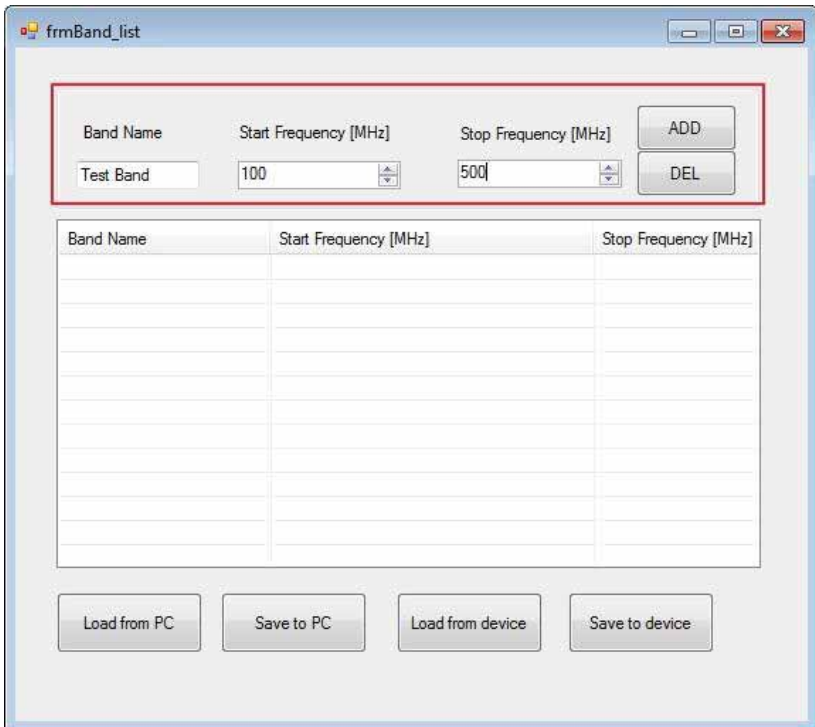 frmBand_list
Band Name Start Frequency [MHz] Stop Frequency [MHz] ADD
Test Band 100 500 DEL
Band Name Start Frequency [MHz] Stop Frequency [MHz]
Load from PC Save to PC Load from device Save to device